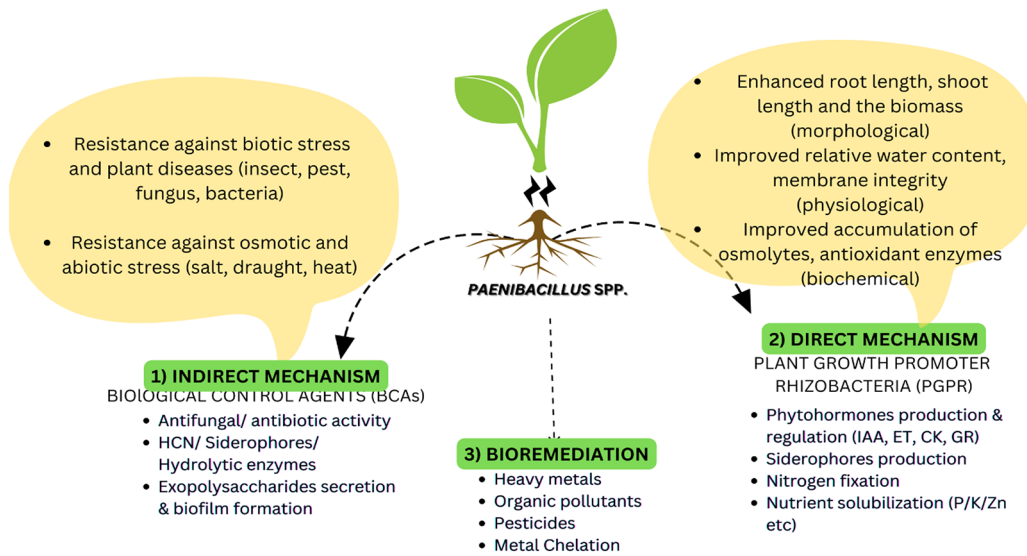 • Resistance against biotic stress
and plant diseases (insect, pest,
fungus, bacteria)
• Resistance against osmotic and
abiotic stress (salt, draught, heat)
• Enhanced root length, shoot
length and the biomass
(morphological)
• Improved relative water content,
membrane integrity
(physiological)
• Improved accumulation of
osmolytes, antioxidant enzymes
(biochemical)
PAENIBACILLUS SPP.
1) INDIRECT MECHANISM
BIOLOGICAL CONTROL AGENTS (BCAs)
• Antifungal/ antibiotic activity
• HCN/ Siderophores/
Hydrolytic enzymes
• Exopolysaccharides secretion
& biofilm formation
3) BIOREMEDIATION
• Heavy metals
• Organic pollutants
• Pesticides
• Metal Chelation
2) DIRECT MECHANISM
PLANT GROWTH PROMOTER
RHIZOBACTERIA (PGPR)
• Phytohormones production &
regulation (IAA, ET, CK, GR)
• Siderophores production
• Nitrogen fixation
• Nutrient solubilization (P/K/Zn
etc)